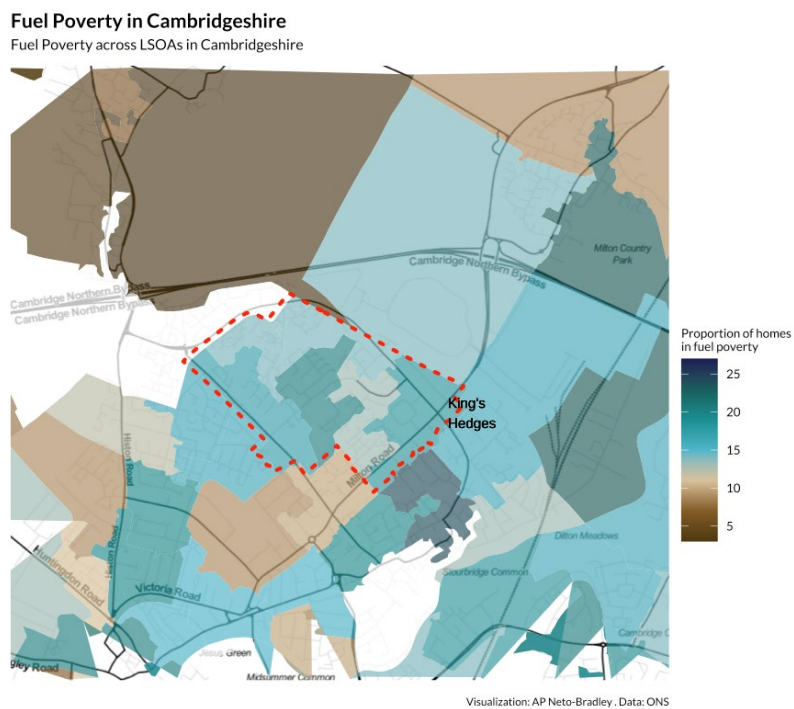 Fuel Poverty in Cambridgeshire
Fuel Poverty across LSOAs in Cambridgeshire
Milton Country
Park
Cambridge Northern Bypass
Cambridge Northern Bypass
Cambridge Northern Bypass
Proportion of homes
in fuel poverty
25
20
15
10
5
King's
Hedges
Histon Road
Milton Road
Histon Road
Ditton Meadows
Huntingdon Road
Stourbridge Common
Victoria Road
Cambridge
Jesus Green
gley Road
Midsummer Common
Visualization: AP Neto-Bradley . Data: ONS